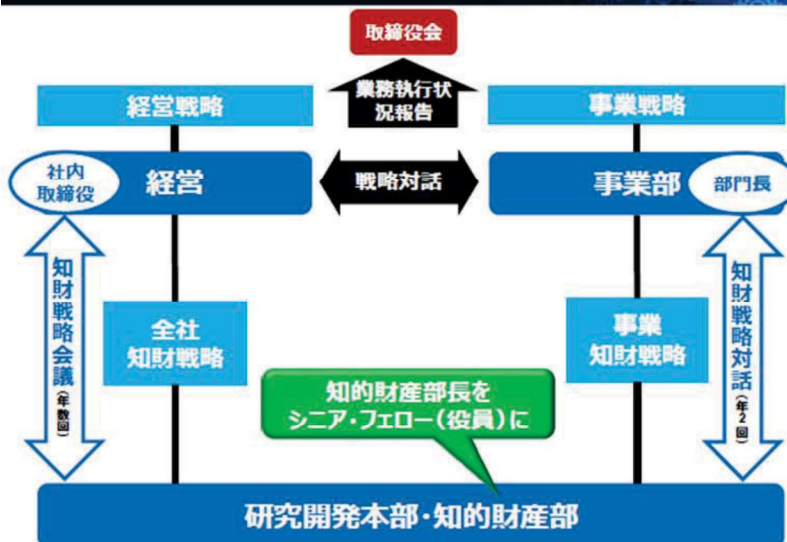 取締役会
業務執行状
況報告
経営戦略
事業戦略
社内
取締役
経営
戦略対話
事業部
部門長
知財戦略会議(年数回)
全社
知財戦略
事業
知財戦略
知財戦略対話(年2回)
知的財産部長を
シニア・フェロー(役員)に
研究開発本部・知的財産部